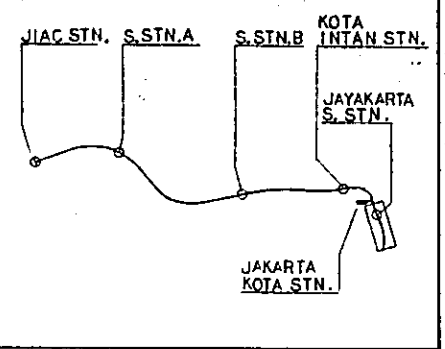 JIAC STN.
S.STN.A
S.STN.B
KOTA
INTAN STN.
JAYAKARTA
S. STN.
JAKARTA
KOTA STN.